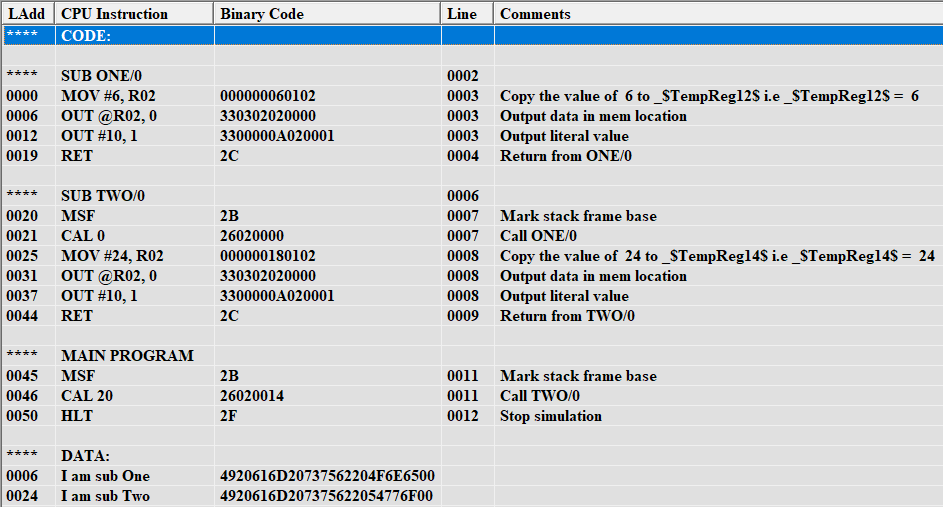 LAdd CPU Instruction Binary Code Line Comments
**** CODE:
**** SUB ONE/0 0002
0000 MOV #6, R02 000000060102 0003 Copy the value of 6 to _$TempReg12$ i.e _$TempReg12$ = 6
0006 OUT @R02, 0 330302020000 0003 Output data in mem location
0012 OUT #10, 1 3300000A020001 0003 Output literal value
0019 RET 2C 0004 Return from ONE/0
**** SUB TWO/0 0006
0020 MSF 2B 0007 Mark stack frame base
0021 CAL 0 26020000 0007 Call ONE/0
0025 MOV #24, R02 000000180102 0008 Copy the value of 24 to _$TempReg14$ i.e _$TempReg14$ = 24
0031 OUT @R02, 0 330302020000 0008 Output data in mem location
0037 OUT #10, 1 3300000A020001 0008 Output literal value
0044 RET 2C 0009 Return from TWO/0
**** MAIN PROGRAM
0045 MSF 2B 0011 Mark stack frame base
0046 CAL 20 26020014 0011 Call TWO/0
0050 HLT 2F 0012 Stop simulation
**** DATA:
0006 I am sub One 4920616D20737562204F6E6500
0024 I am sub Two 4920616D207375622054776F00